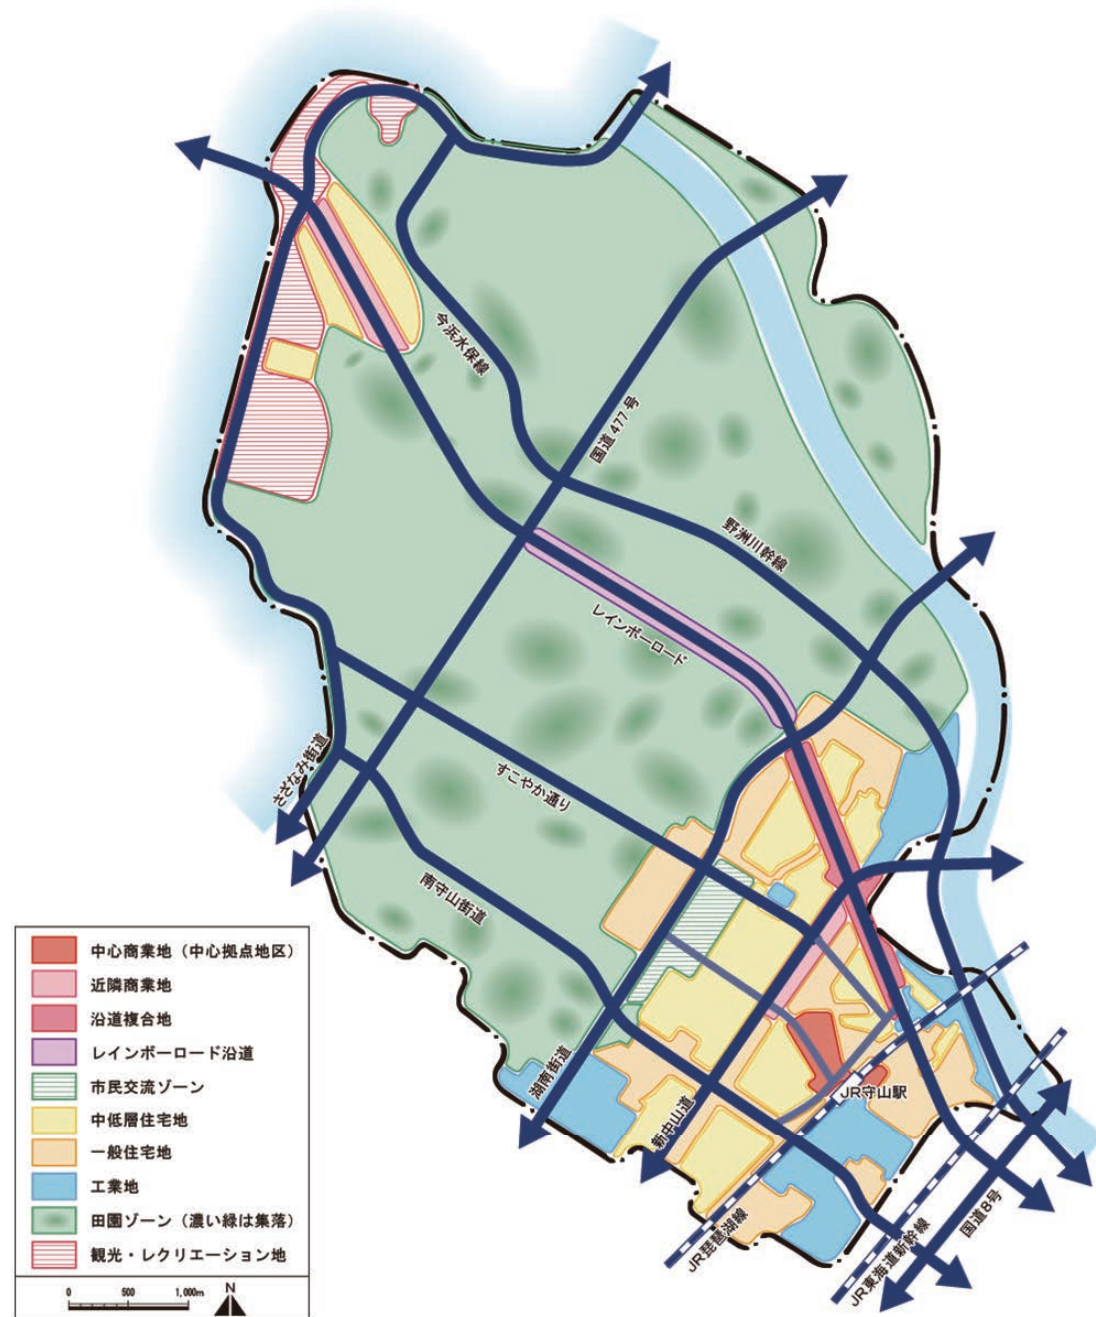 今浜水保線
国道477号
野洲川幹線
レインボーロード
さざなみ街道
すこやか通り
南守山街道
湖南街道
新中山道
JR守山駅
JR琵琶湖線
JR東海道新幹線
国道8号
中心商業地（中心拠点地区）
近隣商業地
沿道複合地
レインボーロード沿道
市民交流ゾーン
中低層住宅地
一般住宅地
工業地
田園ゾーン（濃い緑は集落）
観光・レクリエーション地
0 500 1,000m
N